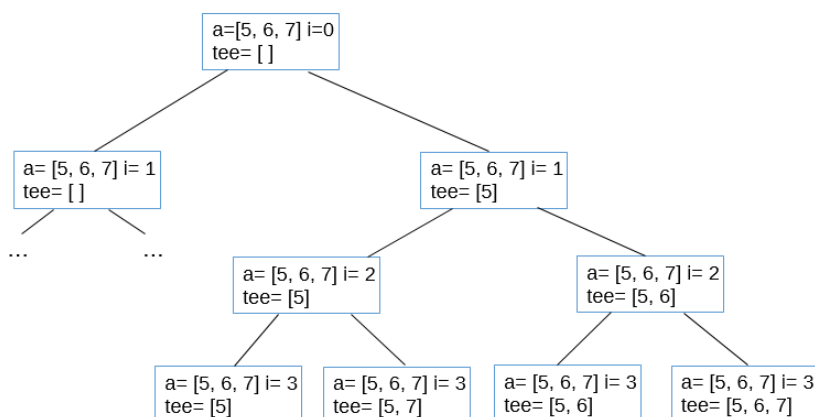 a=[5, 6, 7] i=0
tee= [ ]
a= [5, 6, 7] i= 1
tee= [ ]
a= [5, 6, 7] i= 1
tee= [5]
...
...
a= [5, 6, 7] i= 2
tee= [5]
a= [5, 6, 7] i= 2
tee= [5, 6]
a= [5, 6, 7] i= 3
tee= [5]
a= [5, 6, 7] i= 3
tee= [5, 7]
a= [5, 6, 7] i= 3
tee= [5, 6]
a= [5, 6, 7] i= 3
tee= [5, 6, 7]